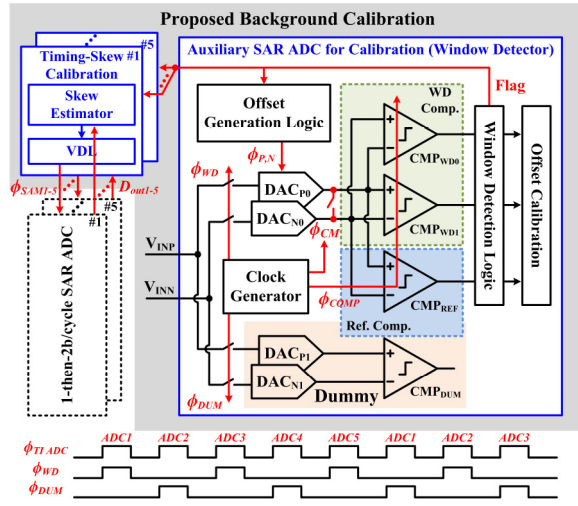 Proposed Background Calibration
#5
Timing-Skew #1
Calibration
Skew
Estimator
VDL
ϕSAM1-5
Dout1-5
#5
#1
1-then-2b/cycle SAR ADC
Auxiliary SAR ADC for Calibration (Window Detector)
Flag
Offset
Generation Logic
WD
Comp.
ϕP,N
ϕWD
DACP0
DACN0
ϕCM
CMPWD0
CMPWD1
VINP
VINN
Clock
Generator
ϕCOMP
CMPREF
Ref. Comp.
Window Detection Logic
Offset Calibration
DACP1
DACN1
ϕDUM
Dummy
CMPDUM
+
−
+
−
+
−
+
−
ADC1 ADC2 ADC3 ADC4 ADC5 ADC1 ADC2 ADC3
ϕTI ADC
ϕWD
ϕDUM